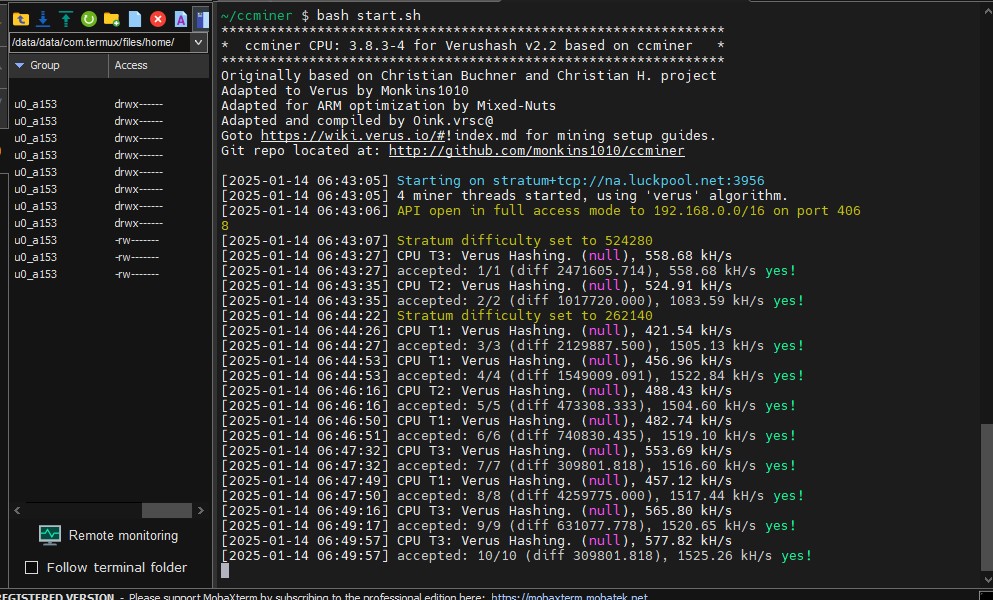 /data/data/com.termux/files/home/
Group Access
u0_a153 drwx------
u0_a153 drwx------
u0_a153 drwx------
u0_a153 drwx------
u0_a153 drwx------
u0_a153 drwx------
u0_a153 drwx------
u0_a153 drwx------
u0_a153 -rw-------
u0_a153 -rw-------
u0_a153 -rw-------
Remote monitoring
Follow terminal folder
~/ccminer $ bash start.sh
***************************************************************
*  ccminer CPU: 3.8.3-4 for Verushash v2.2 based on ccminer   *
***************************************************************
Originally based on Christian Buchner and Christian H. project
Adapted to Verus by Monkins1010
Adapted for ARM optimization by Mixed-Nuts
Adapted and compiled by Oink.vrsc@
Goto https://wiki.verus.io/#!index.md for mining setup guides.
Git repo located at: http://github.com/monkins1010/ccminer
[2025-01-14 06:43:05] Starting on stratum+tcp://na.luckpool.net:3956
[2025-01-14 06:43:05] 4 miner threads started, using 'verus' algorithm.
[2025-01-14 06:43:06] API open in full access mode to 192.168.0.0/16 on port 406
8
[2025-01-14 06:43:07] Stratum difficulty set to 524280
[2025-01-14 06:43:27] CPU T3: Verus Hashing. (null), 558.68 kH/s
[2025-01-14 06:43:27] accepted: 1/1 (diff 2471605.714), 558.68 kH/s yes!
[2025-01-14 06:43:35] CPU T2: Verus Hashing. (null), 524.91 kH/s
[2025-01-14 06:43:35] accepted: 2/2 (diff 1017720.000), 1083.59 kH/s yes!
[2025-01-14 06:44:22] Stratum difficulty set to 262140
[2025-01-14 06:44:26] CPU T1: Verus Hashing. (null), 421.54 kH/s
[2025-01-14 06:44:27] accepted: 3/3 (diff 2129887.500), 1505.13 kH/s yes!
[2025-01-14 06:44:53] CPU T1: Verus Hashing. (null), 456.96 kH/s
[2025-01-14 06:44:53] accepted: 4/4 (diff 1549009.091), 1522.84 kH/s yes!
[2025-01-14 06:46:16] CPU T2: Verus Hashing. (null), 488.43 kH/s
[2025-01-14 06:46:16] accepted: 5/5 (diff 473308.333), 1504.60 kH/s yes!
[2025-01-14 06:46:50] CPU T1: Verus Hashing. (null), 482.74 kH/s
[2025-01-14 06:46:51] accepted: 6/6 (diff 740830.435), 1519.10 kH/s yes!
[2025-01-14 06:47:32] CPU T3: Verus Hashing. (null), 553.69 kH/s
[2025-01-14 06:47:32] accepted: 7/7 (diff 309801.818), 1516.60 kH/s yes!
[2025-01-14 06:47:49] CPU T1: Verus Hashing. (null), 457.12 kH/s
[2025-01-14 06:47:50] accepted: 8/8 (diff 4259775.000), 1517.44 kH/s yes!
[2025-01-14 06:49:16] CPU T3: Verus Hashing. (null), 565.80 kH/s
[2025-01-14 06:49:17] accepted: 9/9 (diff 631077.778), 1520.65 kH/s yes!
[2025-01-14 06:49:57] CPU T3: Verus Hashing. (null), 577.82 kH/s
[2025-01-14 06:49:57] accepted: 10/10 (diff 309801.818), 1525.26 kH/s yes!
REGISTERED VERSION - Please support MobaXterm by subscribing to the professional edition here: https://mobaxterm.mobatek.net